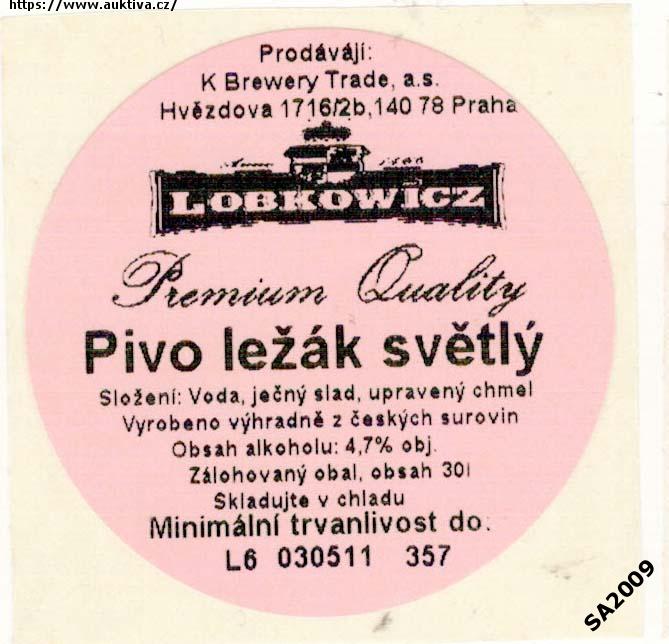 https://www.auktiva.cz/
Prodávájí:
K Brewery Trade, a.s.
Hvězdova 1716/2b,140 78 Praha
LOBKOWICZ
Premium Quality
Pivo ležák světlý
Složení: Voda, ječný slad, upravený chmel
Vyrobeno výhradně z českých surovin
Obsah alkoholu: 4,7% obj.
Zálohovaný obal, obsah 30l
Skladujte v chladu
Minimální trvanlivost do:
L6 030511 357
SA2009